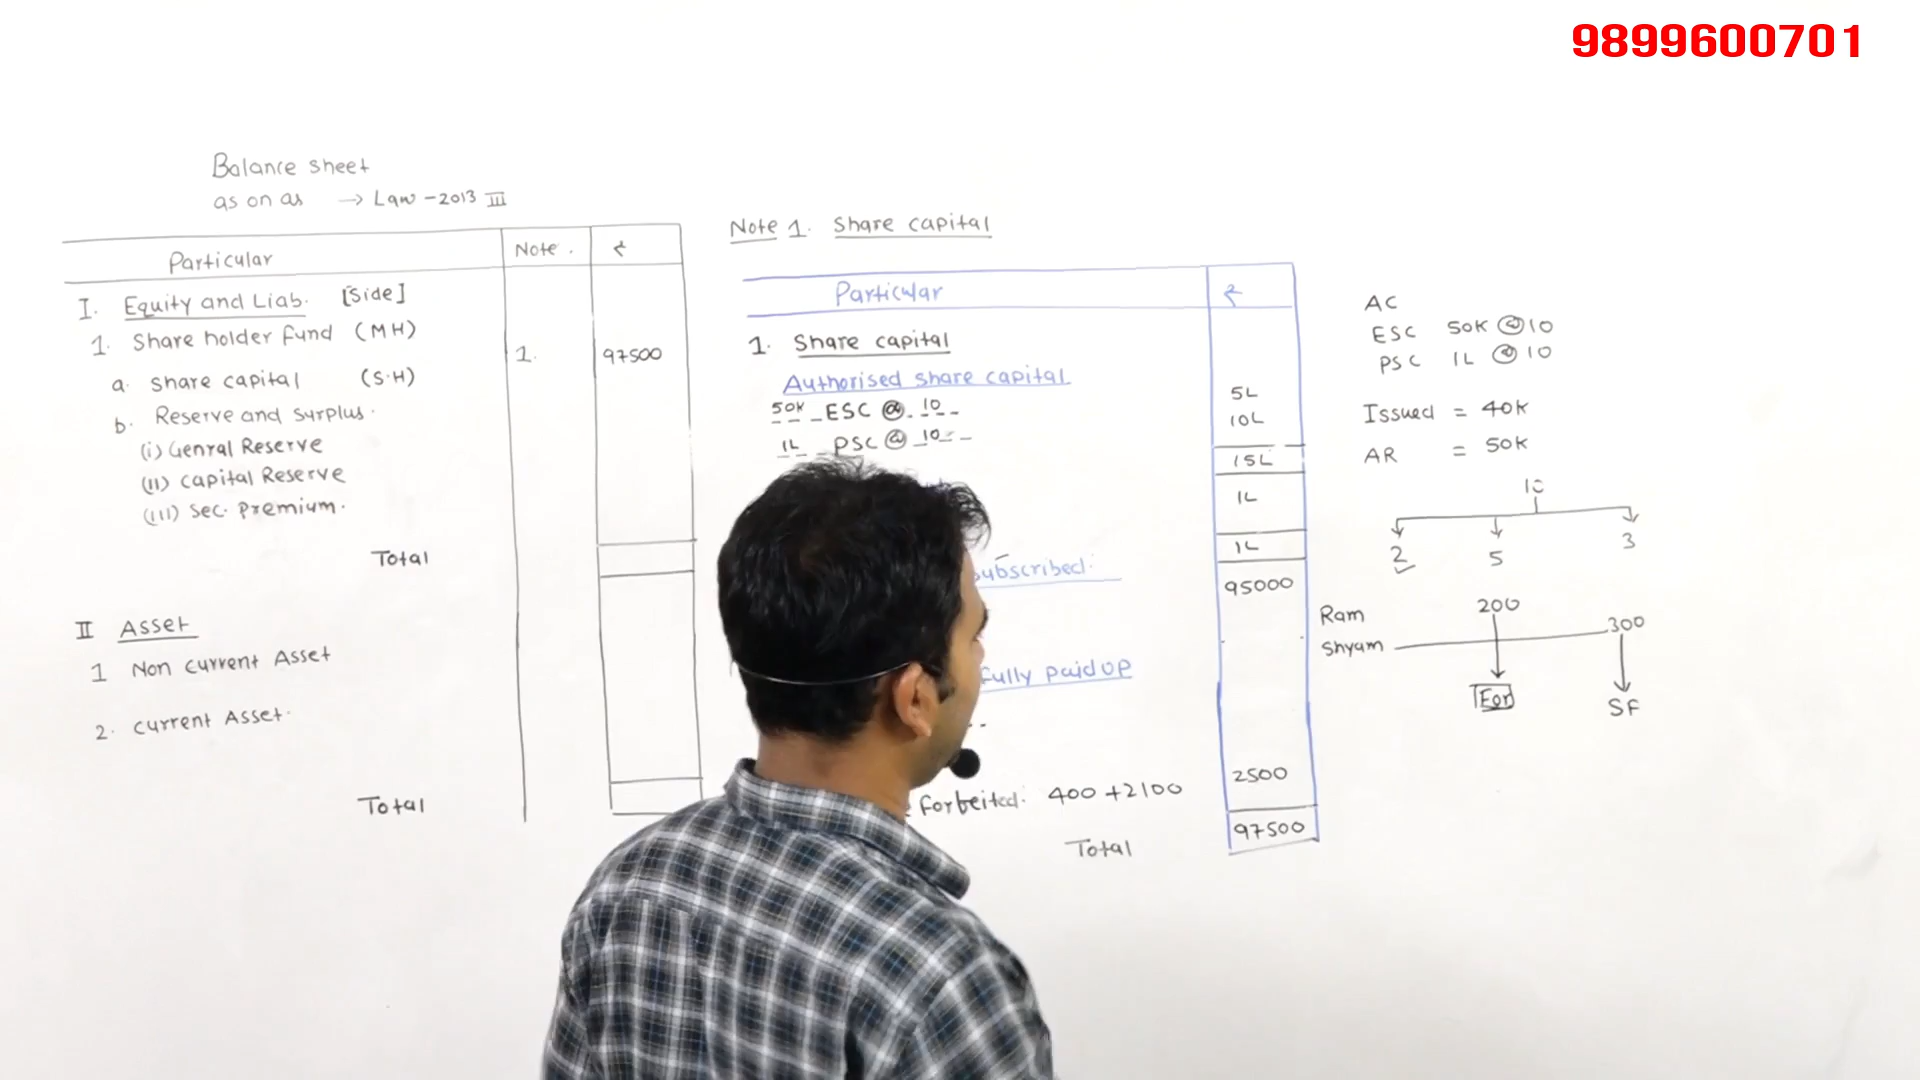 9899600701
Balance sheet
as on as → Law - 2013 III
Particular Note. ₹
I. Equity and Liab. [Side]
1. Share holder fund (MH)
a. Share capital (S.H) 1. 97500
b. Reserve and Surplus.
(i) Genral Reserve
(II) Capital Reserve
(III) Sec. Premium.
Total
II Asset
1 Non Current Asset
2. Current Asset.
Total
Note 1. Share capital
Particular ₹
1. Share capital
Authorised share capital
50K ESC @ 10 5L
1L PSC @ 10 10L
15L
1L
1L
Subscribed:
95000
fully paid up
Forfeited: 400 + 2100 2500
Total 97500
AC
ESC 50K @ 10
PSC 1L @ 10
Issued = 40K
AR = 50K
10
2 5 3
Ram 200
Shyam 300
For
SF